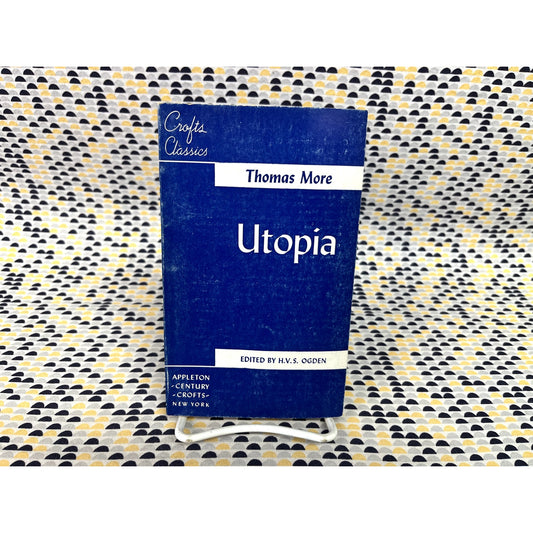 Crofts
Classics
Thomas More
Utopia
EDITED BY H.V.S. OGDEN
APPLETON
-CENTURY
-CROFTS-
NEW YORK